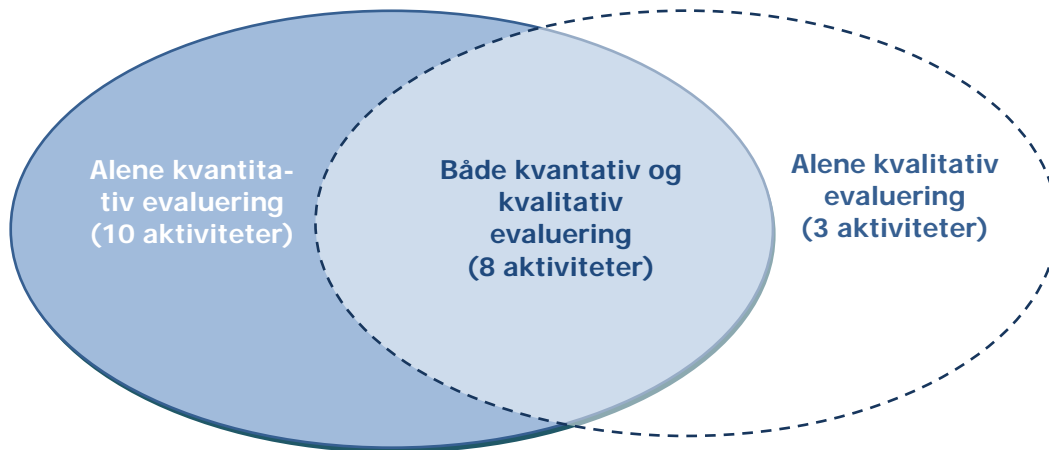 Alene kvantita-
tiv evaluering
(10 aktiviteter)
Både kvantativ og
kvalitativ
evaluering
(8 aktiviteter)
Alene kvalitativ
evaluering
(3 aktiviteter)